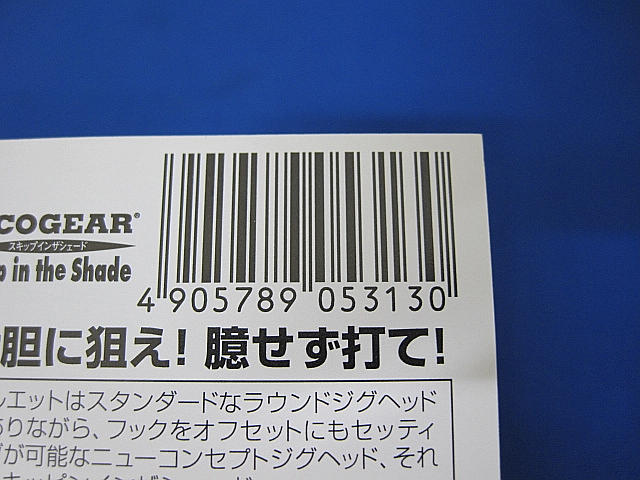 COGEAR®
スキップインザシェード
p in the Shade
4 905789 053130
胆に狙え！臆せず打て！
ルエットはスタンダードなラウンドジグヘッド
ありながら、フックをオフセットにもセッティ
が可能なニューコンセプトジグヘッド、それ